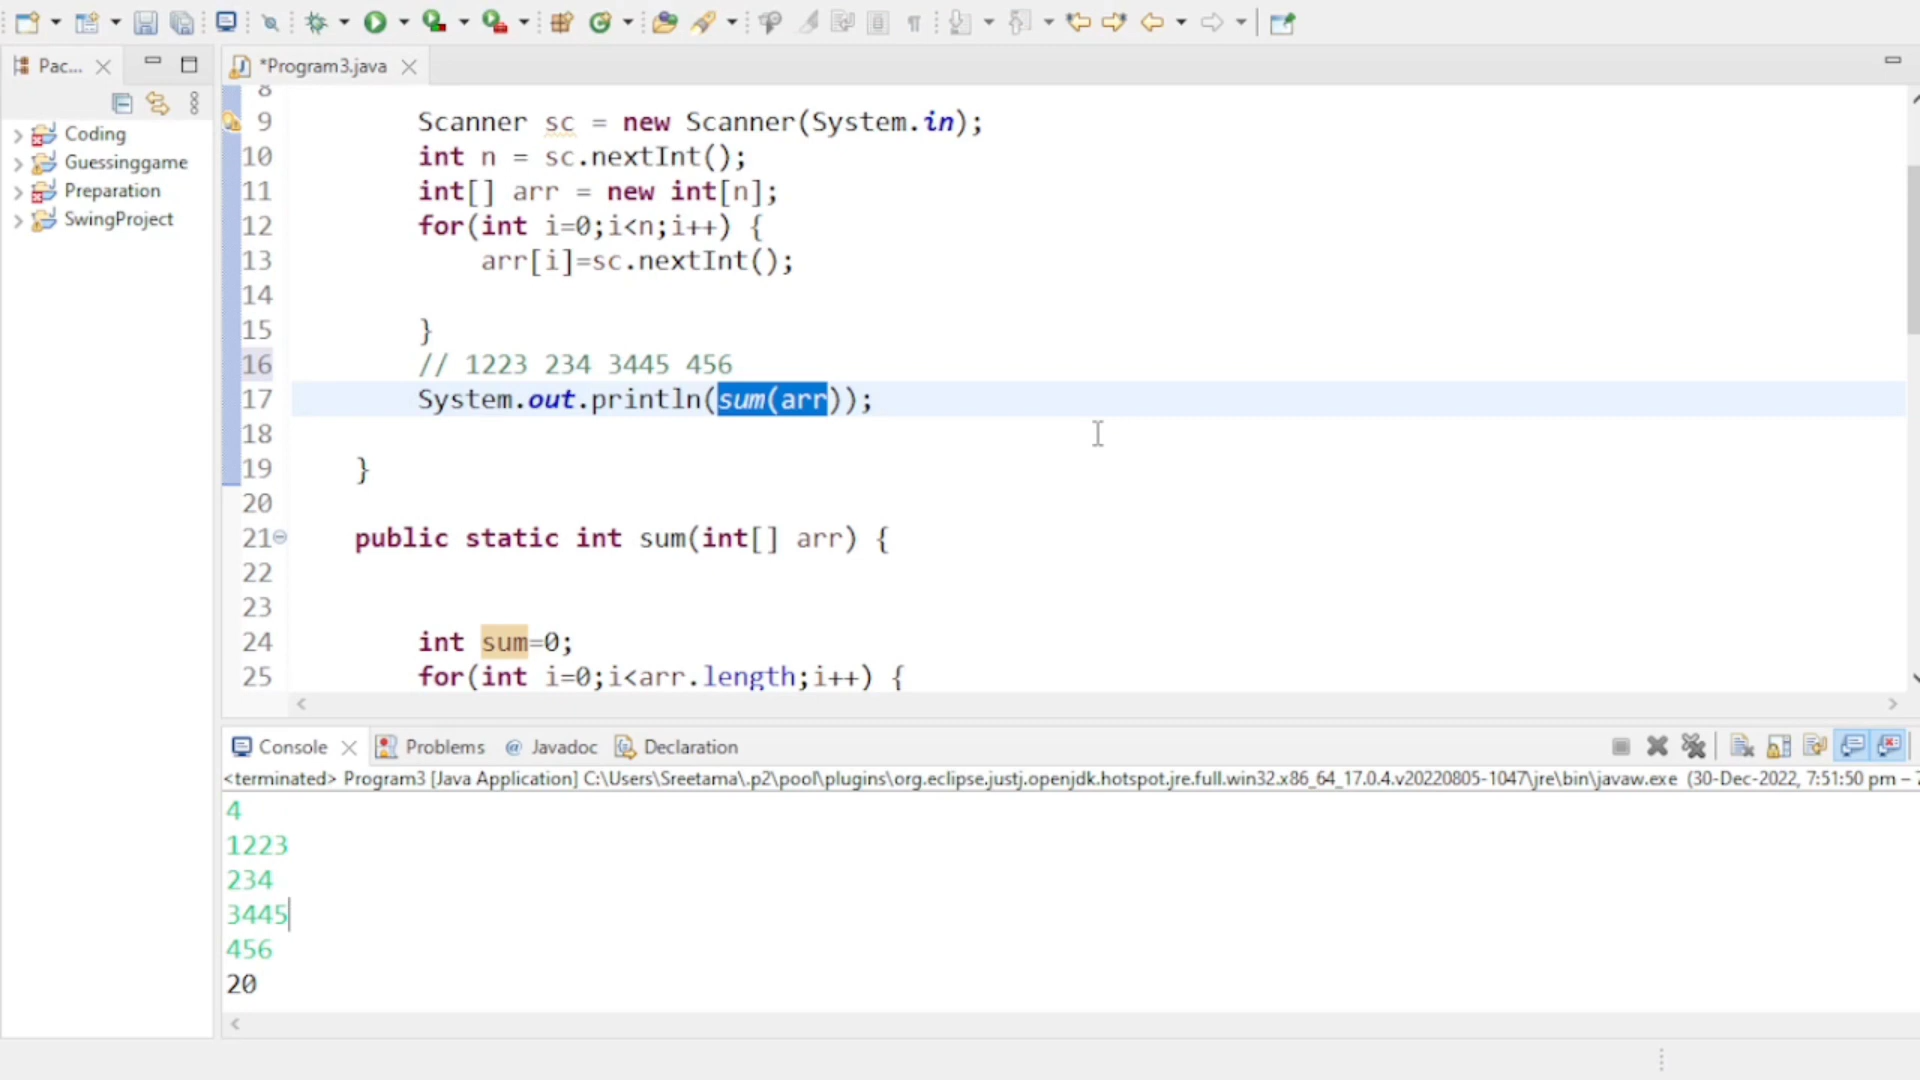 Pac...
*Program3.java
Coding
Guessinggame
Preparation
SwingProject
8
9 Scanner sc = new Scanner(System.in);
10 int n = sc.nextInt();
11 int[] arr = new int[n];
12 for(int i=0;i<n;i++) {
13 arr[i]=sc.nextInt();
14
15 }
16 // 1223 234 3445 456
17 System.out.println(sum(arr));
18
19 }
20
21 public static int sum(int[] arr) {
22
23
24 int sum=0;
25 for(int i=0;i<arr.length;i++) {
Console Problems @ Javadoc Declaration
<terminated> Program3 [Java Application] C:\Users\Sreetama\.p2\pool\plugins\org.eclipse.justj.openjdk.hotspot.jre.full.win32.x86_64_17.0.4.v20220805-1047\jre\bin\javaw.exe (30-Dec-2022, 7:51:50 pm –
4
1223
234
3445
456
20